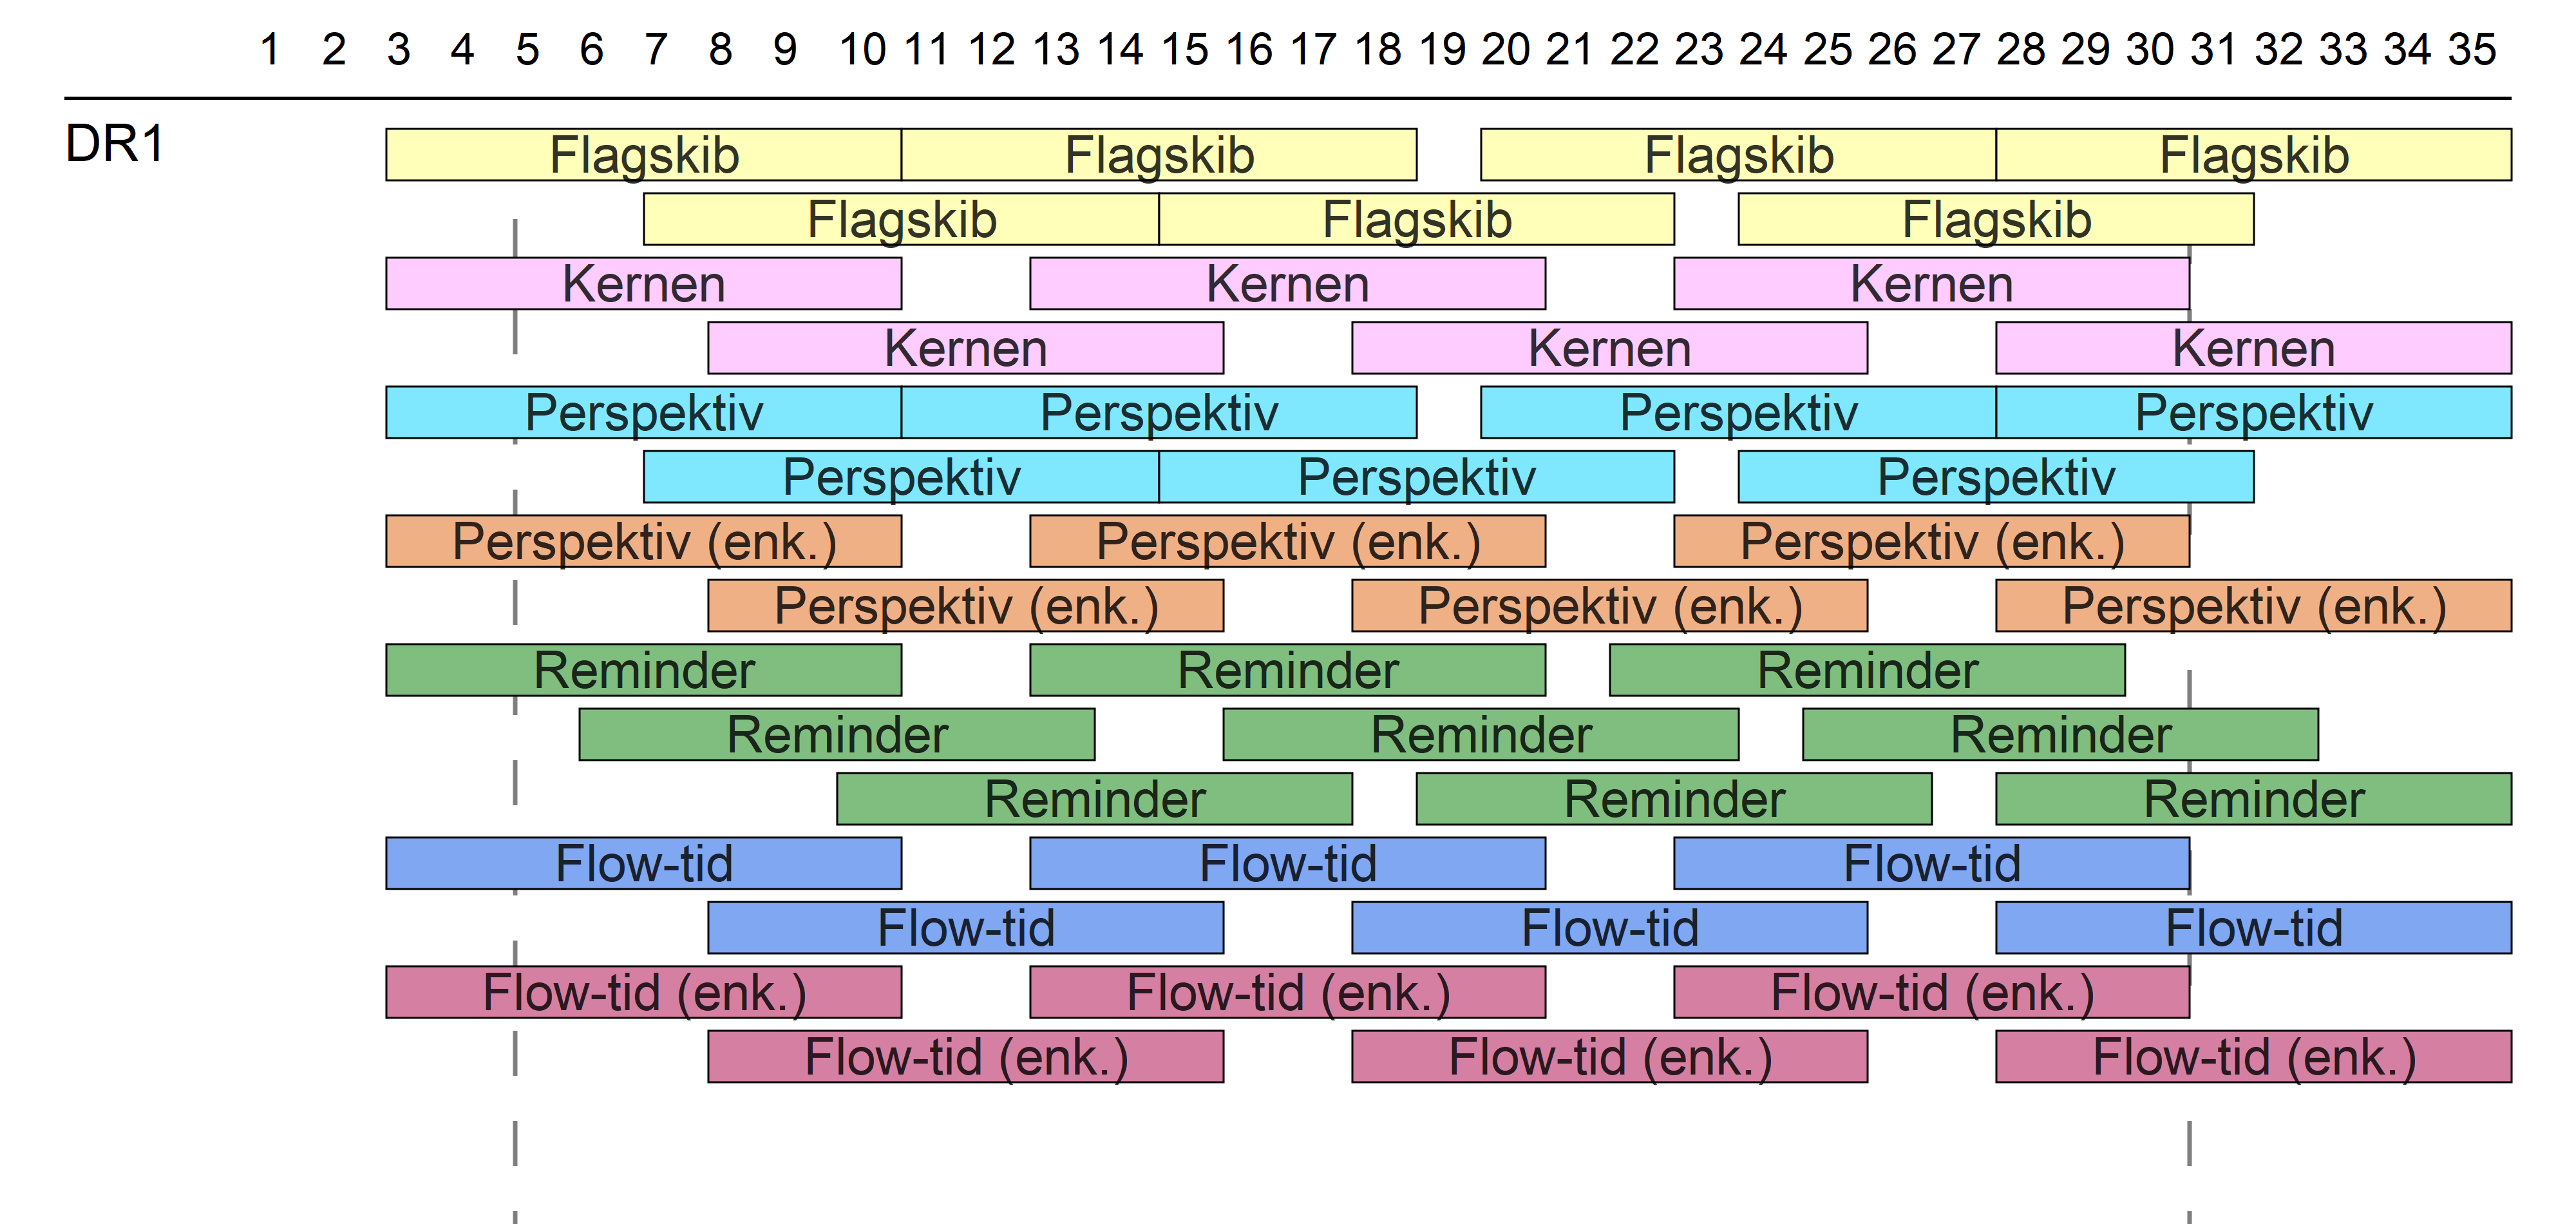 1 2 3 4 5 6 7 8 9 10 11 12 13 14 15 16 17 18 19 20 21 22 23 24 25 26 27 28 29 30 31 32 33 34 35
DR1 Flagskib Flagskib Flagskib Flagskib
Flagskib Flagskib Flagskib
Kernen Kernen Kernen
Kernen Kernen Kernen
Perspektiv Perspektiv Perspektiv Perspektiv
Perspektiv Perspektiv Perspektiv
Perspektiv (enk.) Perspektiv (enk.) Perspektiv (enk.)
Perspektiv (enk.) Perspektiv (enk.) Perspektiv (enk.)
Reminder Reminder Reminder
Reminder Reminder Reminder
Reminder Reminder Reminder
Flow-tid Flow-tid Flow-tid
Flow-tid Flow-tid Flow-tid
Flow-tid (enk.) Flow-tid (enk.) Flow-tid (enk.)
Flow-tid (enk.) Flow-tid (enk.) Flow-tid (enk.)